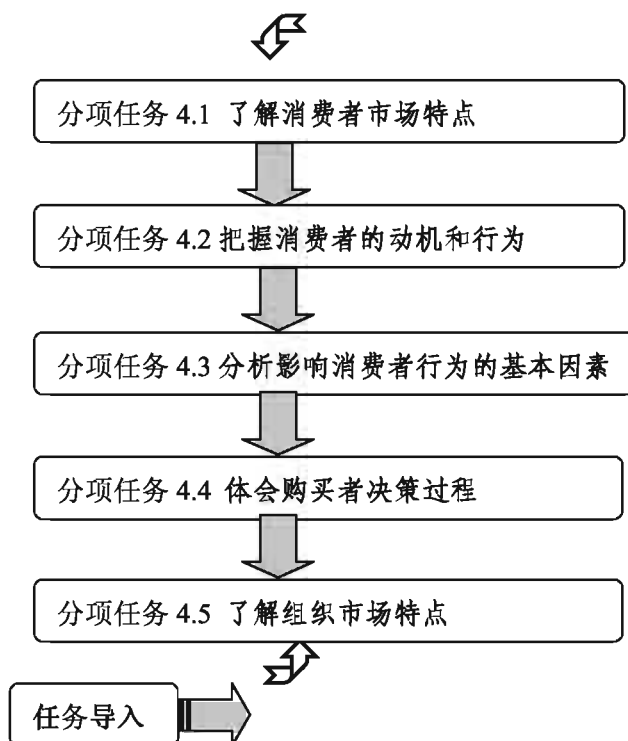 分项任务 4.1 了解消费者市场特点
分项任务 4.2 把握消费者的动机和行为
分项任务 4.3 分析影响消费者行为的基本因素
分项任务 4.4 体会购买者决策过程
分项任务 4.5 了解组织市场特点
任务导入